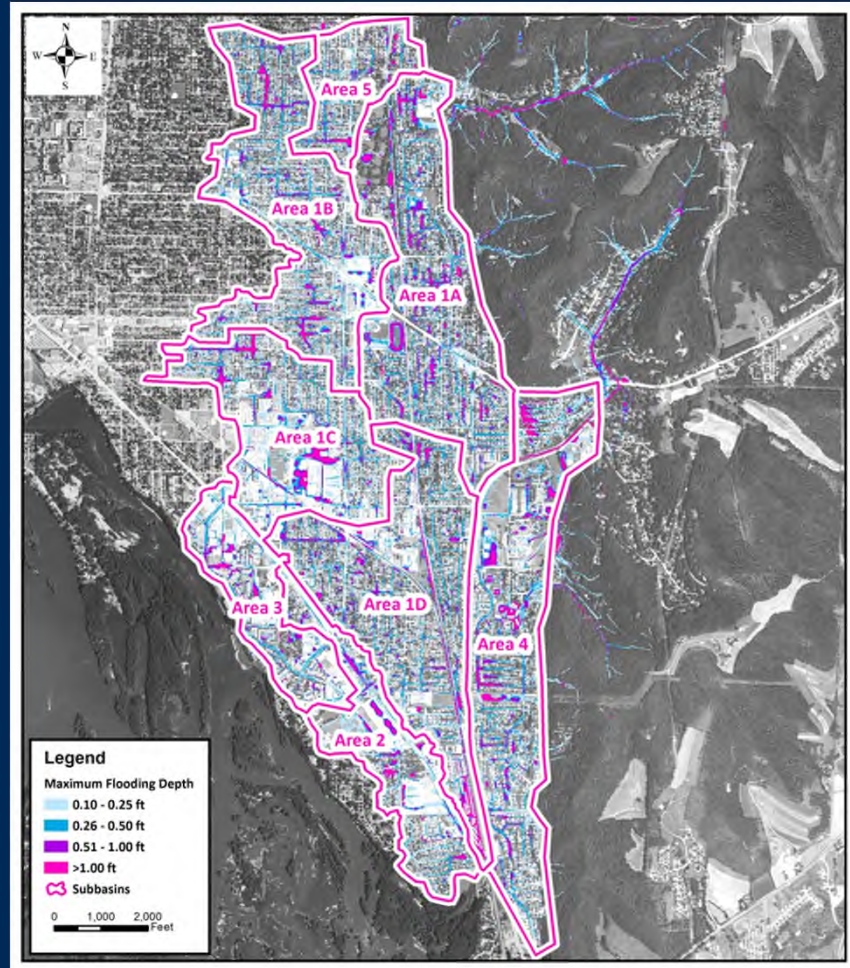 N
W E
S
Area 5
Area 1B
Area 1A
Area 1C
Area 3
Area 1D
Area 4
Area 2
Legend
Maximum Flooding Depth
0.10 - 0.25 ft
0.26 - 0.50 ft
0.51 - 1.00 ft
>1.00 ft
Subbasins
0 1,000 2,000
Feet